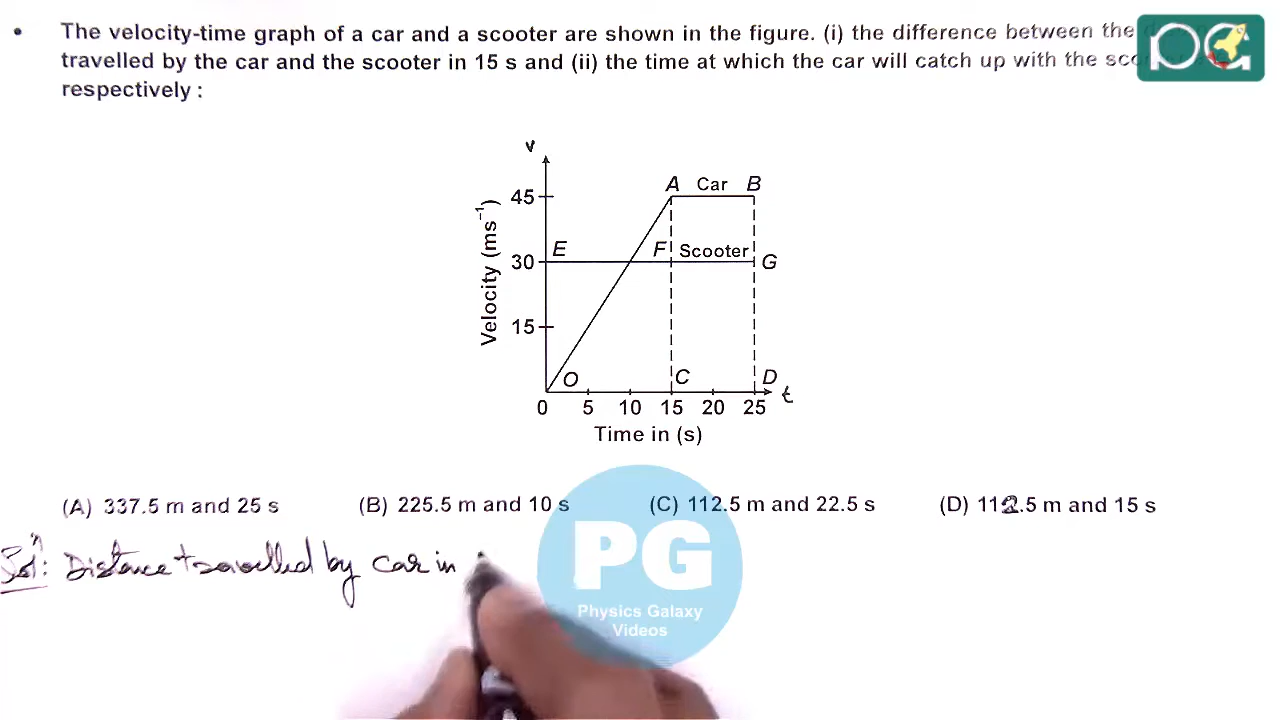 • The velocity-time graph of a car and a scooter are shown in the figure. (i) the difference between the
travelled by the car and the scooter in 15 s and (ii) the time at which the car will catch up with the
respectively :
PG
v
A Car B
45
E F Scooter G
30
Velocity (ms⁻¹)
15
O C D
t
0 5 10 15 20 25
Time in (s)
(A) 337.5 m and 25 s (B) 225.5 m and 10 s (C) 112.5 m and 22.5 s (D) 112.5 m and 15 s
Solⁿ: Distance travelled by car in
PG
Physics Galaxy
Videos